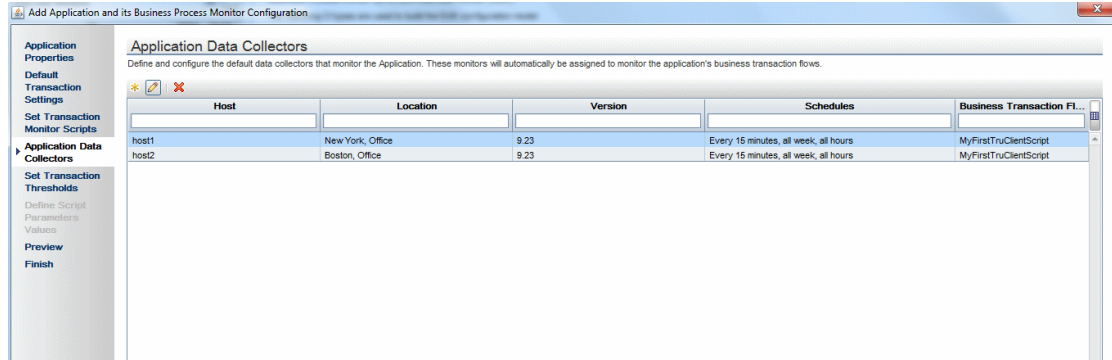 Add Application and its Business Process Monitor Configuration
Application
Properties
Default
Transaction
Settings
Set Transaction
Monitor Scripts
Application Data
Collectors
Set Transaction
Thresholds
Define Script
Parameters
Values
Preview
Finish
Application Data Collectors
Define and configure the default data collectors that monitor the Application. These monitors will automatically be assigned to monitor the application's business transaction flows.
Host Location Version Schedules Business Transaction Fl...
host1 New York, Office 9.23 Every 15 minutes, all week, all hours MyFirstTruClientScript
host2 Boston, Office 9.23 Every 15 minutes, all week, all hours MyFirstTruClientScript